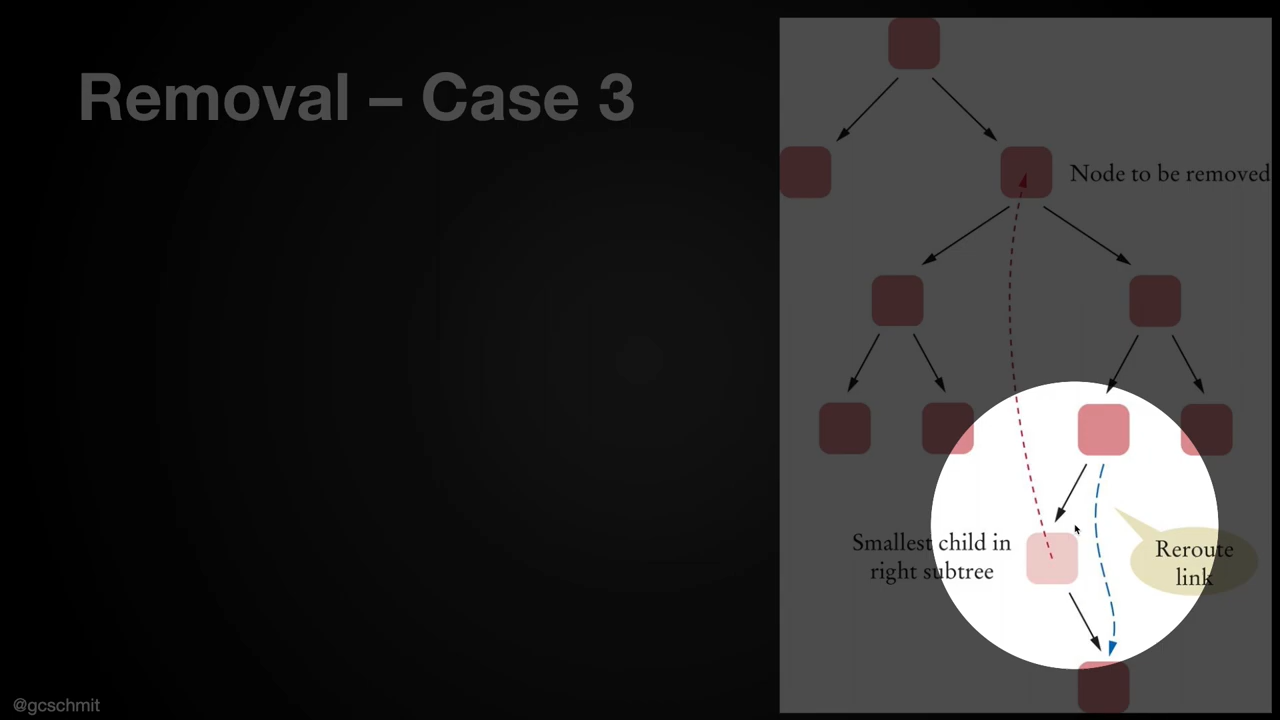 Removal – Case 3
Node to be removed
Smallest child in
right subtree
Reroute
link
@gcschmit